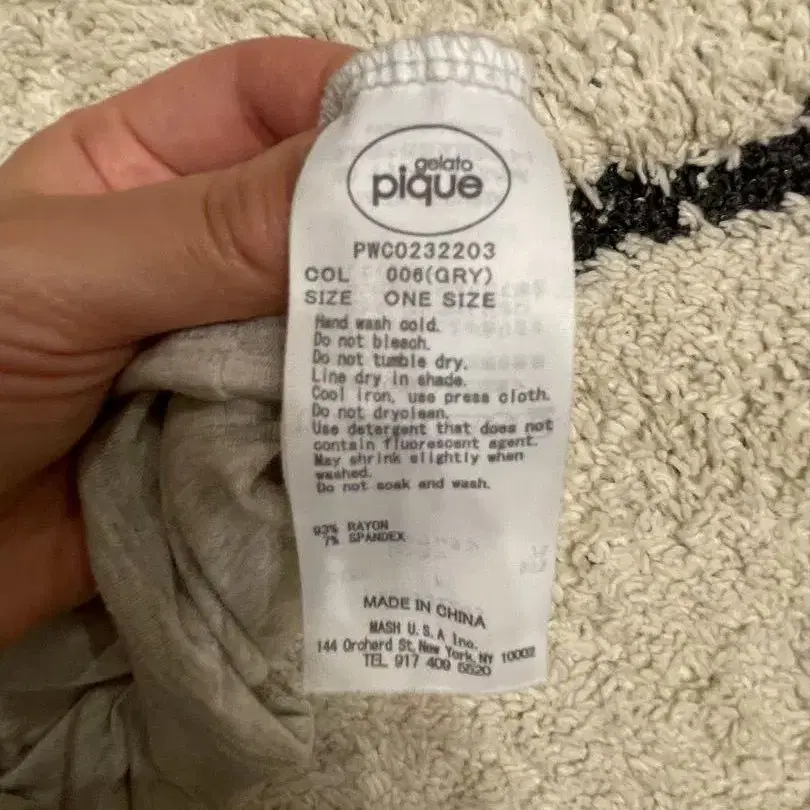 gelato
pique
PWCO232203
COL 006(GRY)
SIZE ONE SIZE
Hand wash cold.
Do not bleach.
Do not tumble dry.
Line dry in shade.
Cool iron, use press cloth.
Do not dryclean.
Use detergent that does not
contain fluorescent agent.
May shrink slightly when
washed.
Do not soak and wash.
93% RAYON
7% SPANDEX
MADE IN CHINA
MASH U.S.A Inc.
144 Orchard St, New York, NY 10002
TEL 917 409 5520